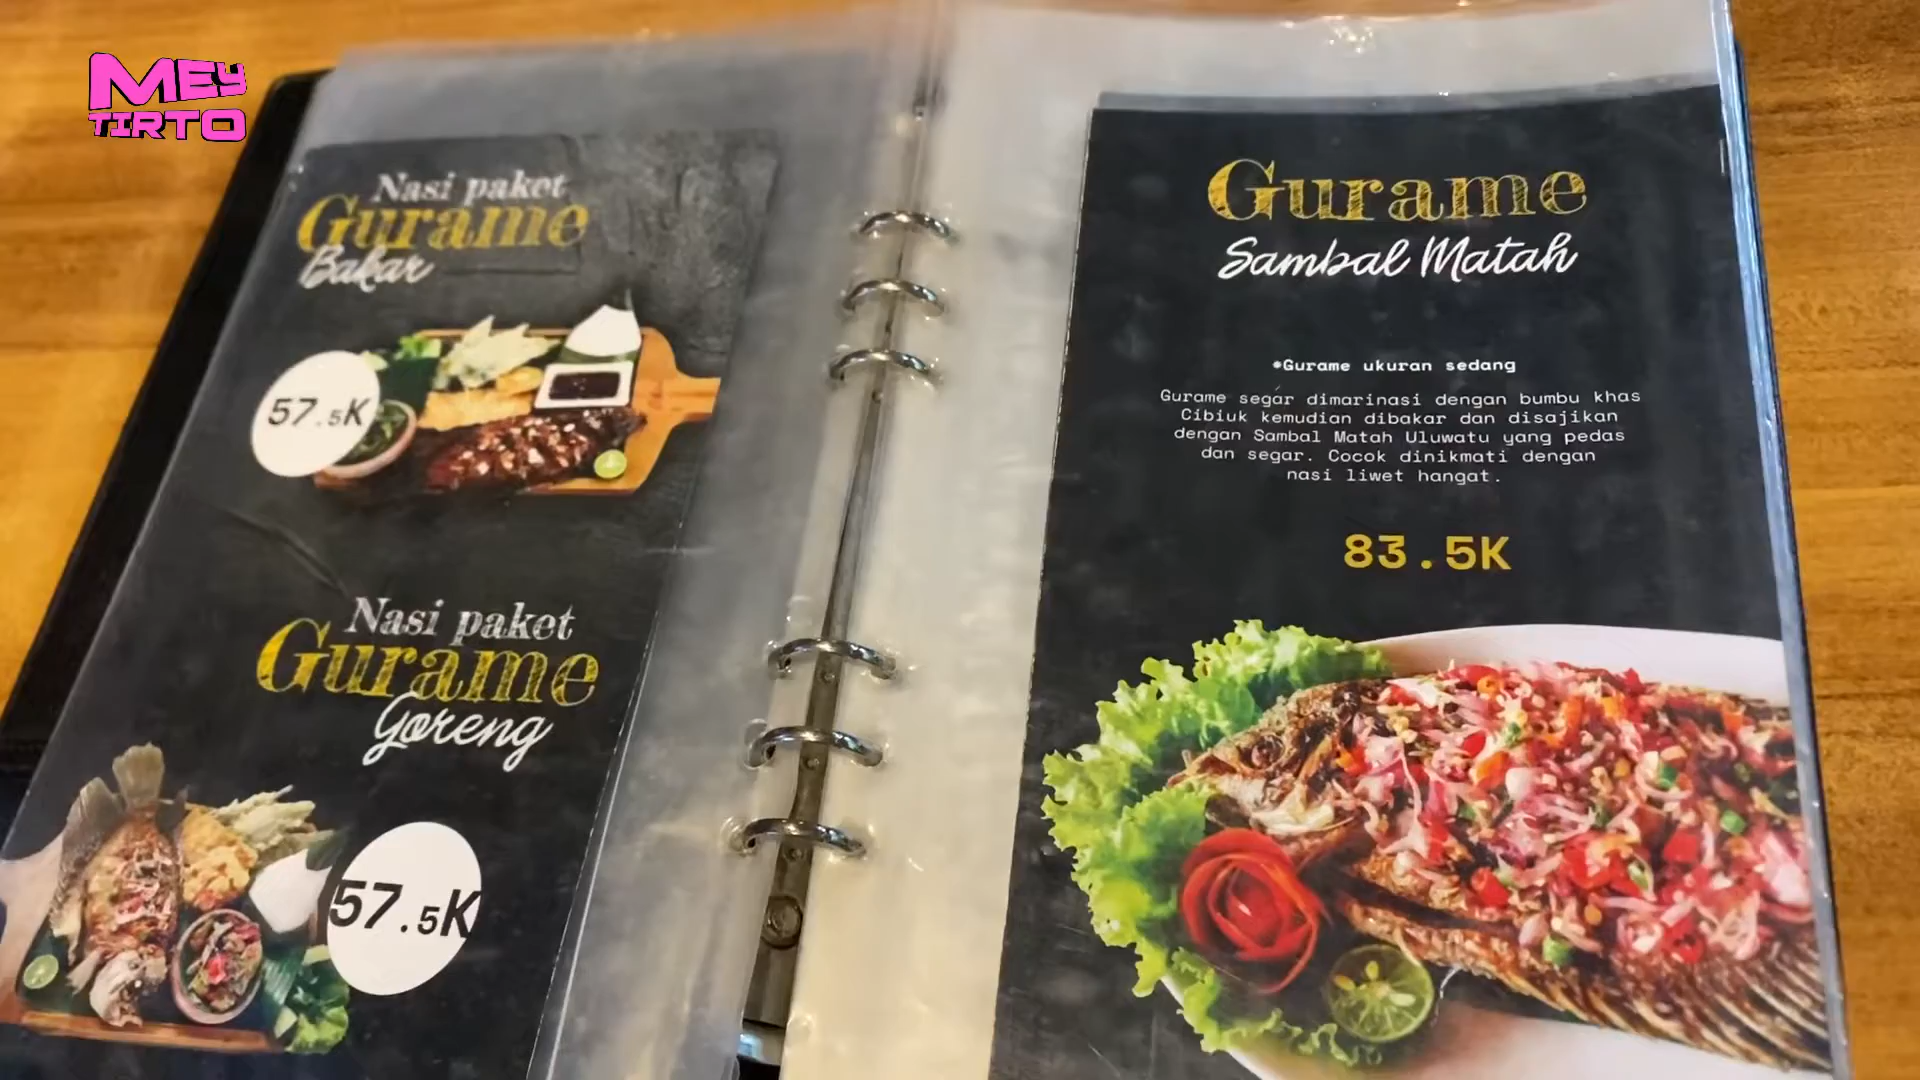 MEY
TIRTO
Nasi paket
Gurame
Bakar
57.5K
Nasi paket
Gurame
Goreng
57.5K
Gurame
Sambal Matah
*Gurame ukuran sedang
Gurame segar dimarinasi dengan bumbu khas
Cibiuk kemudian dibakar dan disajikan
dengan Sambal Matah Uluwatu yang pedas
dan segar. Cocok dinikmati dengan
nasi liwet hangat.
83.5K